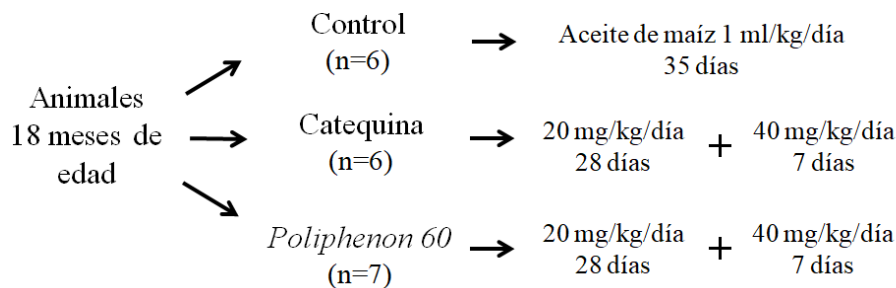 Animales
18 meses de
edad
Control
(n=6)
Aceite de maíz 1 ml/kg/día
35 días
Catequina
(n=6)
20 mg/kg/día + 40 mg/kg/día
28 días 7 días
Poliphenon 60
(n=7)
20 mg/kg/día + 40 mg/kg/día
28 días 7 días